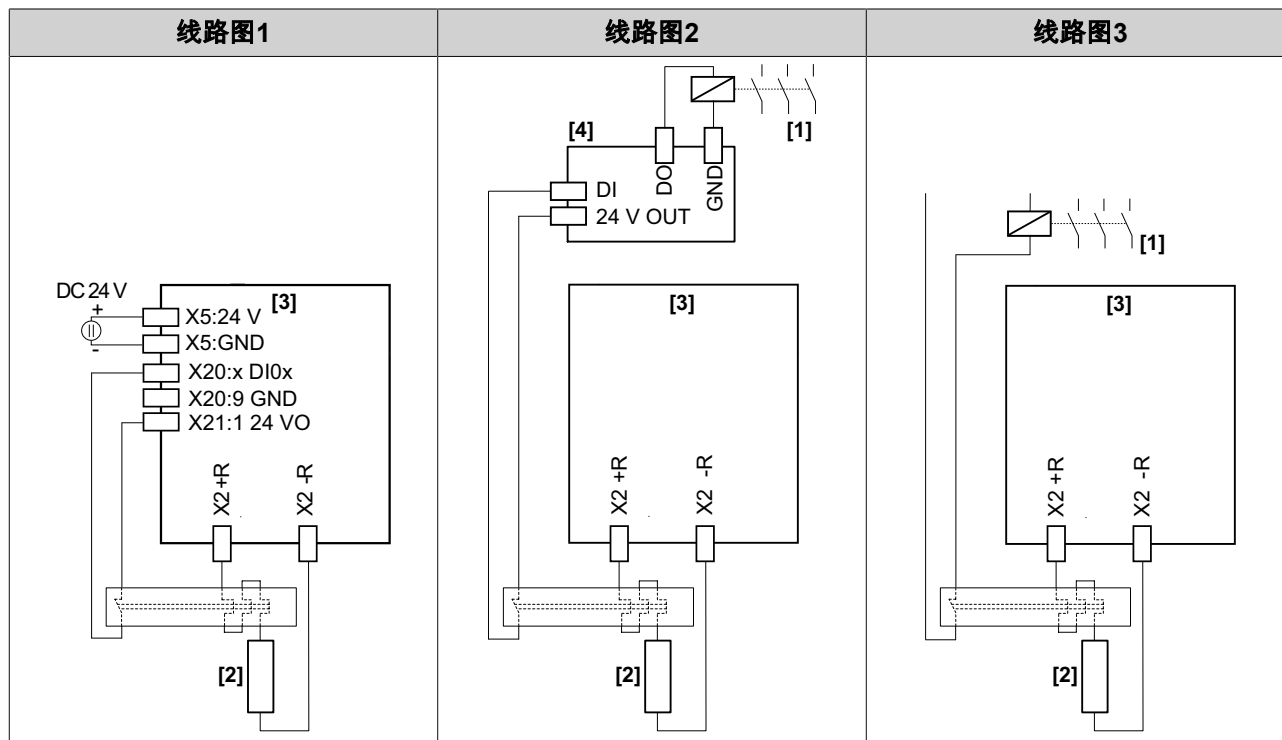 线路图1
DC 24 V
+
-
[3]
X5:24 V
X5:GND
X20:x DI0x
X20:9 GND
X21:1 24 VO
X2 +R
X2 -R
[2]
线路图2
[1]
[4]
DO
GND
DI
24 V OUT
[3]
X2 +R
X2 -R
[2]
线路图3
[1]
[3]
X2 +R
X2 -R
[2]